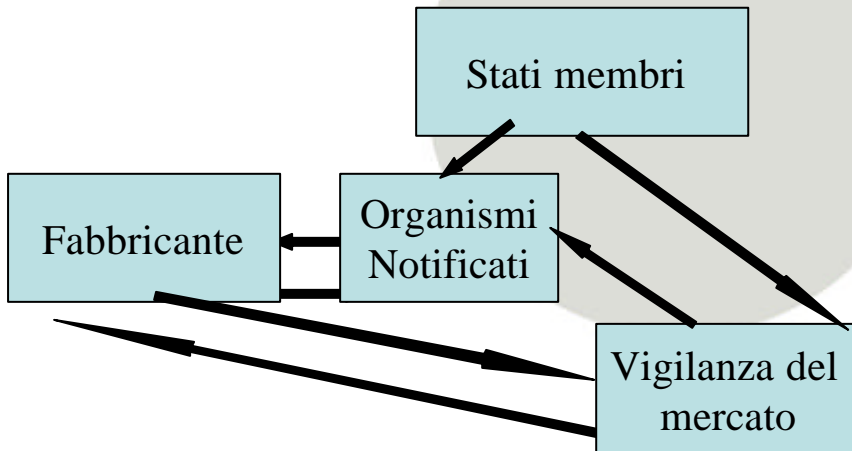 Stati membri
Fabbricante
Organismi
Notificati
Vigilanza del
mercato